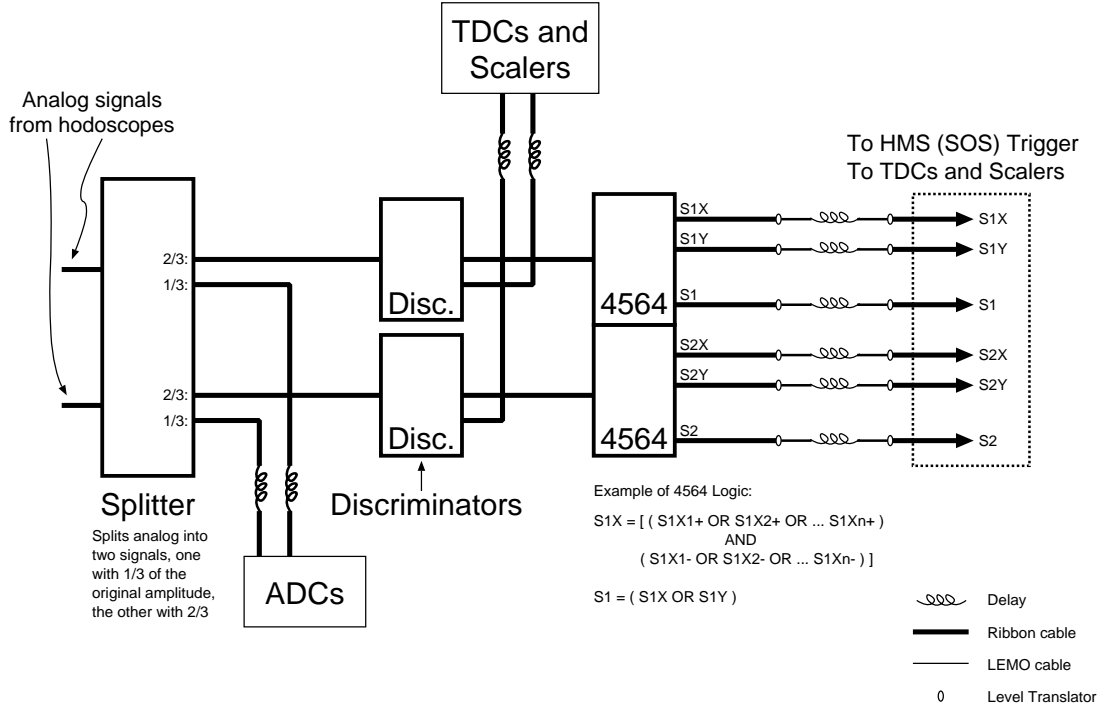 TDCs and
Scalers
Analog signals
from hodoscopes
To HMS (SOS) Trigger
To TDCs and Scalers
S1X
S1X
S1Y
S1Y
2/3:
1/3:
Disc.
4564
S1
S1
S2X
S2X
S2Y
S2Y
2/3:
1/3:
Disc.
4564
S2
S2
Splitter
Splits analog into
two signals, one
with 1/3 of the
original amplitude,
the other with 2/3
Discriminators
ADCs
Example of 4564 Logic:
S1X = [ ( S1X1+ OR S1X2+ OR ... S1Xn+ )
AND
( S1X1- OR S1X2- OR ... S1Xn- ) ]
S1 = ( S1X OR S1Y )
Delay
Ribbon cable
LEMO cable
Level Translator